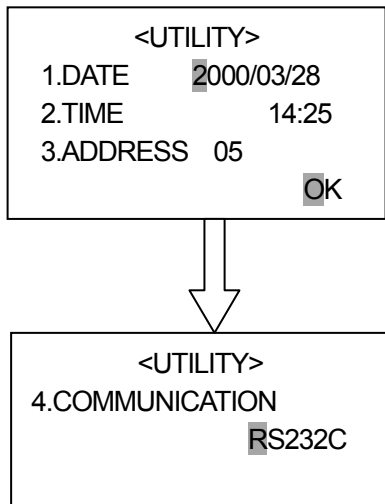 <UTILITY>
1.DATE 2000/03/28
2.TIME 14:25
3.ADDRESS 05
OK
<UTILITY>
4.COMMUNICATION
RS232C